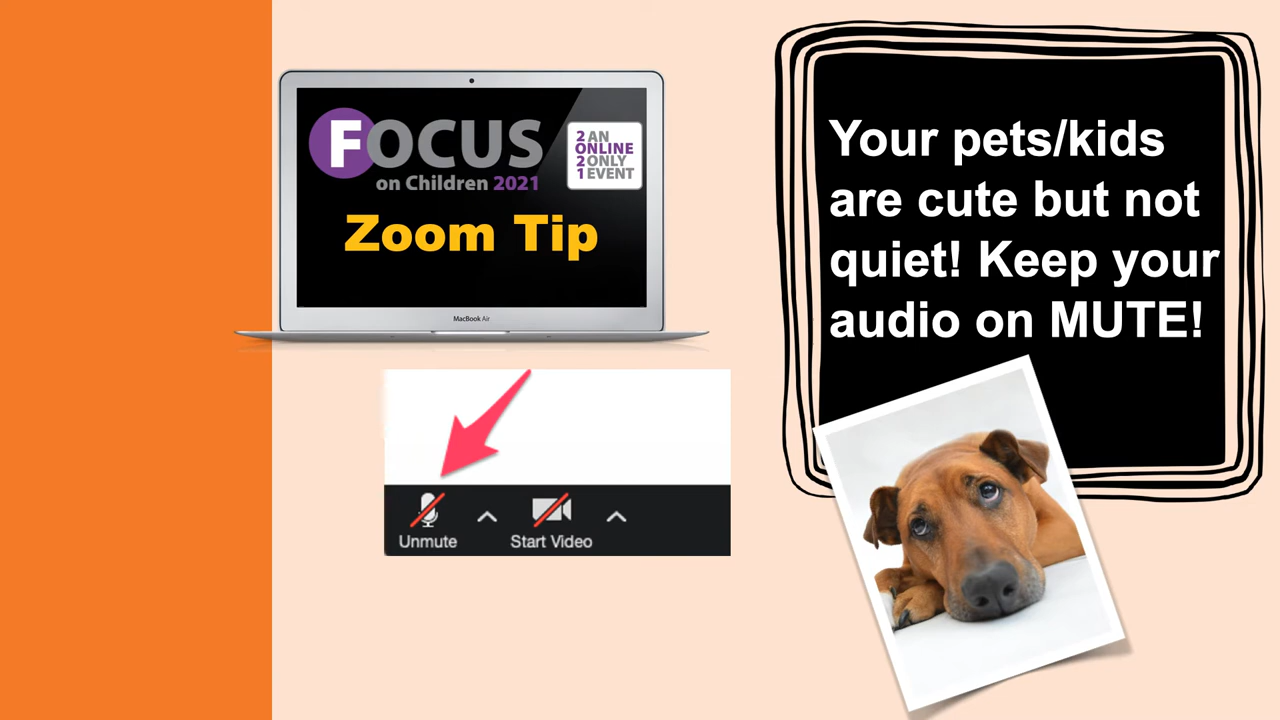 FOCUS
on Children 2021
2 AN
ONLINE
2 ONLY
1 EVENT
Zoom Tip
MacBook Air
Unmute
Start Video
Your pets/kids
are cute but not
quiet! Keep your
audio on MUTE!